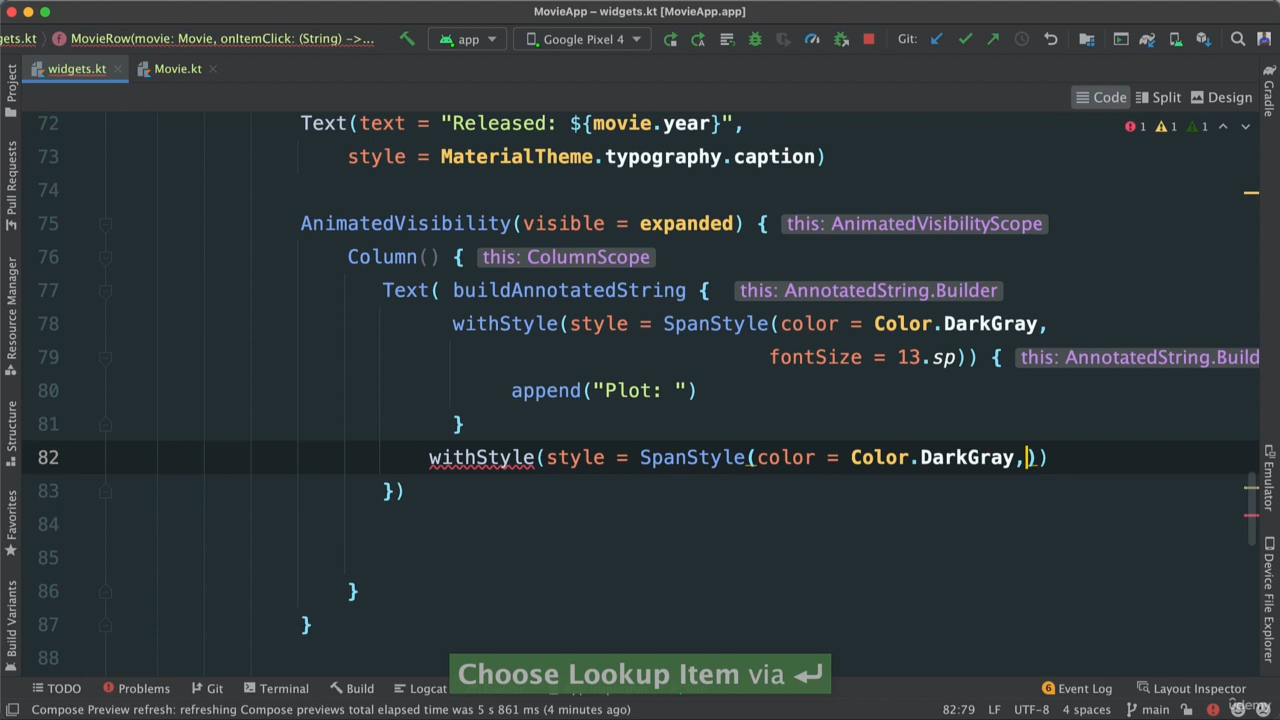 MovieApp – widgets.kt [MovieApp.app]
ets.kt MovieRow(movie: Movie, onItemClick: (String) ->... app Google Pixel 4 Git:
widgets.kt Movie.kt
Code Split Design
72 Text(text = "Released: ${movie.year}", 1 1 1
73 style = MaterialTheme.typography.caption)
74
75 AnimatedVisibility(visible = expanded) { this: AnimatedVisibilityScope
76 Column() { this: ColumnScope
77 Text( buildAnnotatedString { this: AnnotatedString.Builder
78 withStyle(style = SpanStyle(color = Color.DarkGray,
79 fontSize = 13.sp)) { this: AnnotatedString.Build
80 append("Plot: ")
81 }
82 withStyle(style = SpanStyle(color = Color.DarkGray,))
83 })
84
85
86 }
87 }
88
Choose Lookup Item via
Project
Pull Requests
Resource Manager
Structure
Favorites
Build Variants
Gradle
Emulator
Device File Explorer
TODO Problems Git Terminal Build Logcat Event Log Layout Inspector
Compose Preview refresh: refreshing Compose previews total elapsed time was 5 s 861 ms (4 minutes ago) 82:79 LF UTF-8 4 spaces main
Udemy